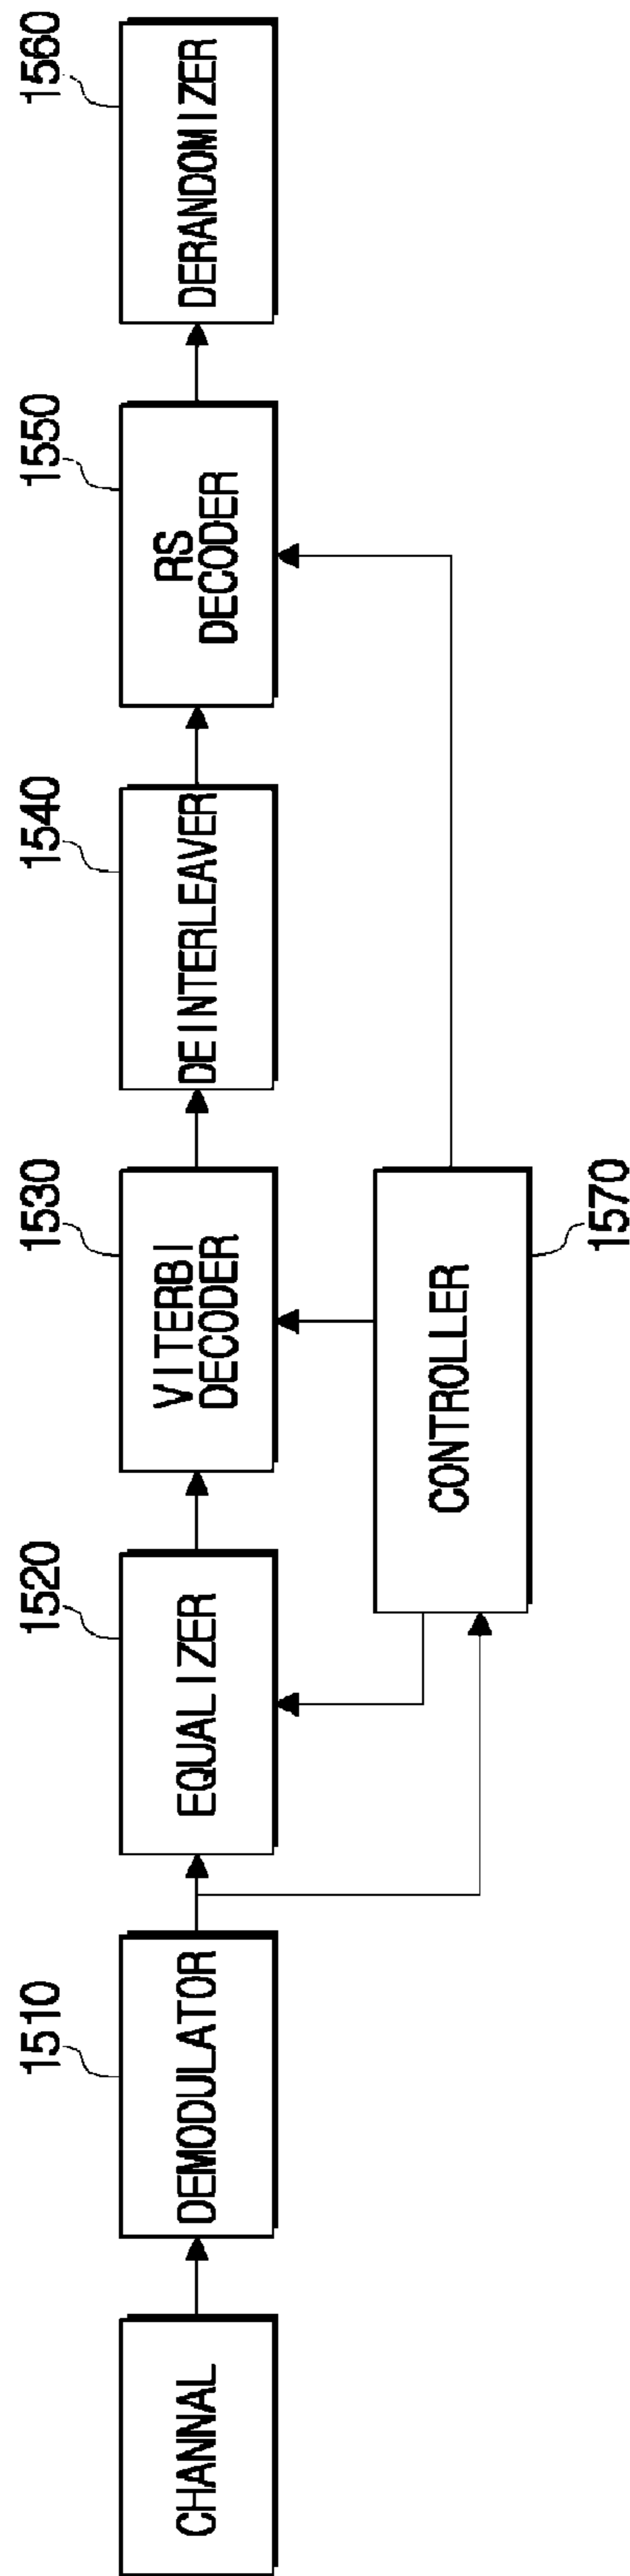 CHANNAL
1510
DEMODULATOR
1520
EQUALIZER
1530
VITERBI
DECODER
1540
DEINTERLEAVER
1550
RS
DECODER
1560
DERANDOMIZER
CONTROLLER
1570